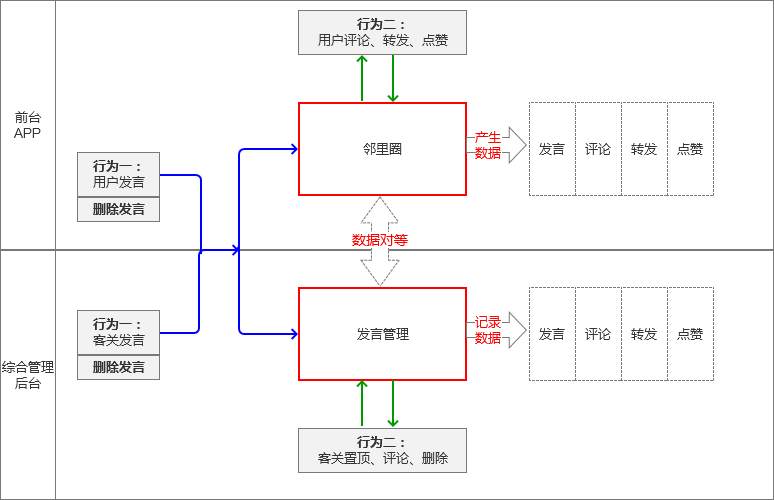 行为二：
用户评论、转发、点赞
前台
APP
邻里圈
产生
数据
发言
评论
转发
点赞
行为一：
用户发言
删除发言
数据对等
行为一：
客关发言
删除发言
综合管理
后台
发言管理
记录
数据
发言
评论
转发
点赞
行为二：
客关置顶、评论、删除